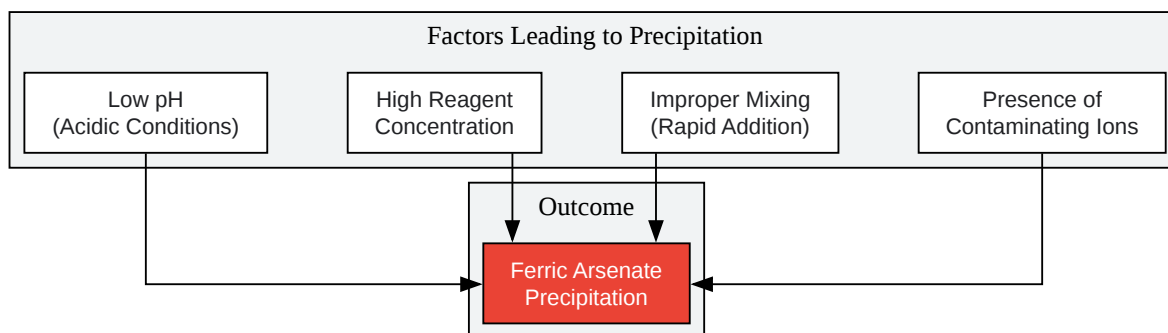 Factors Leading to Precipitation
Low pH
(Acidic Conditions)
High Reagent
Concentration
Improper Mixing
(Rapid Addition)
Presence of
Contaminating Ions
Outcome
Ferric Arsenate
Precipitation